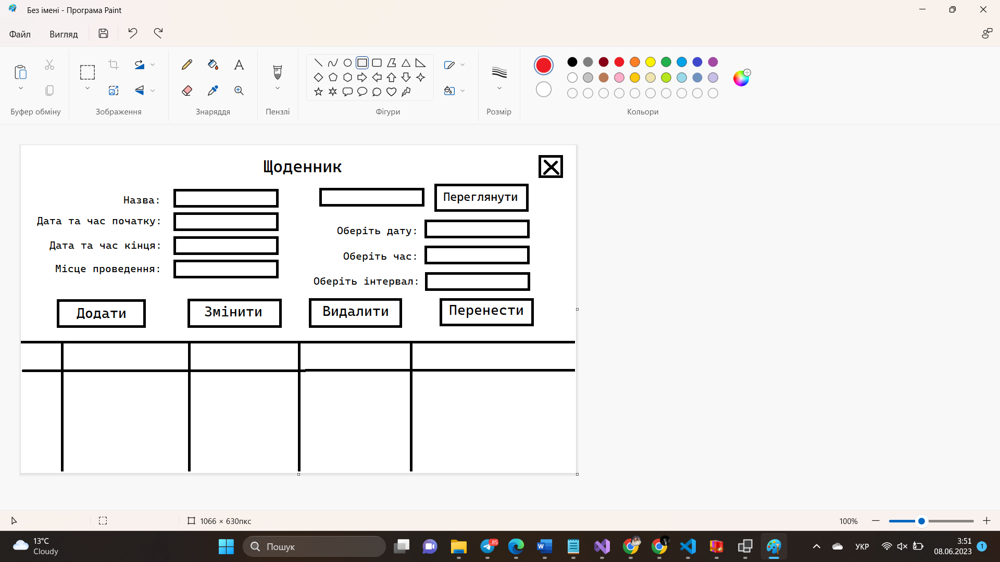 Без імені - Програма Paint
Файл Вигляд
Буфер обміну Зображення Знаряддя Пензлі Фігури Розмір Кольори
Щоденник
Назва: Переглянути
Дата та час початку: Оберіть дату:
Дата та час кінця: Оберіть час:
Місце проведення: Оберіть інтервал:
Додати Змінити Видалити Перенести
1066 × 630пкс 100%
13°C
Cloudy
Пошук
..85
УКР
3:51
08.06.2023
1